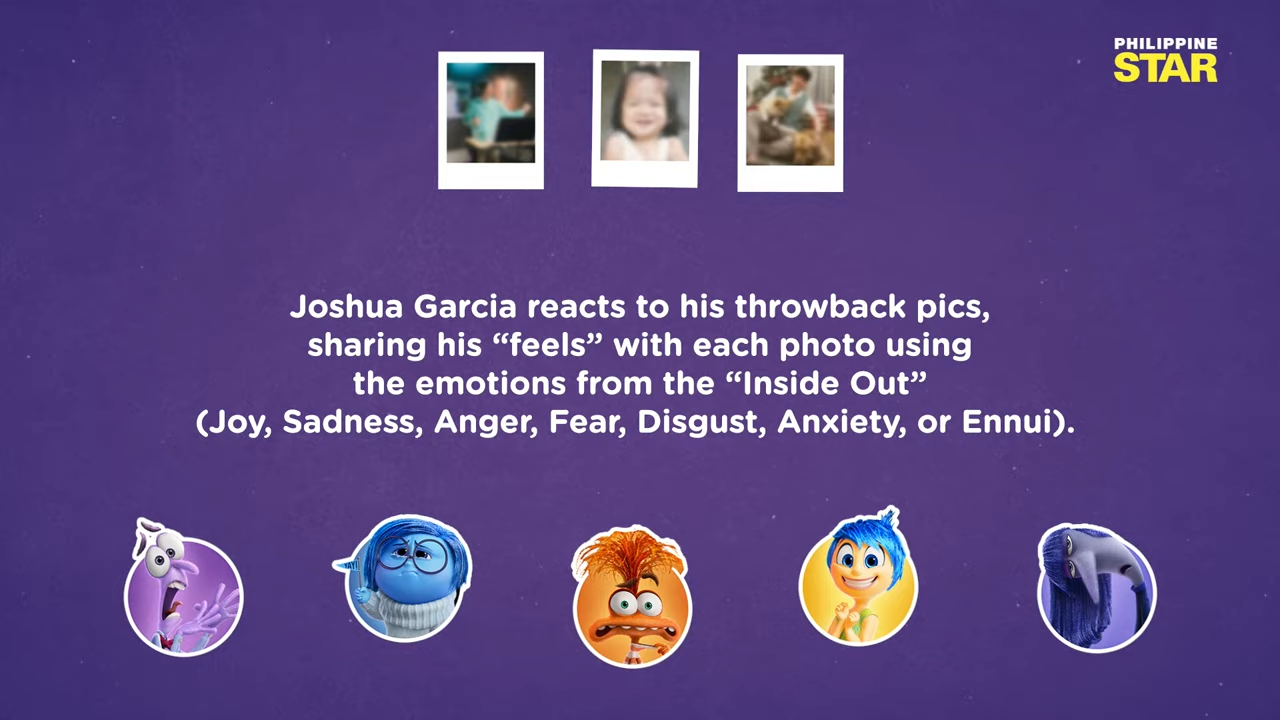 PHILIPPINE
STAR
Joshua Garcia reacts to his throwback pics,
sharing his “feels” with each photo using
the emotions from the “Inside Out”
(Joy, Sadness, Anger, Fear, Disgust, Anxiety, or Ennui).